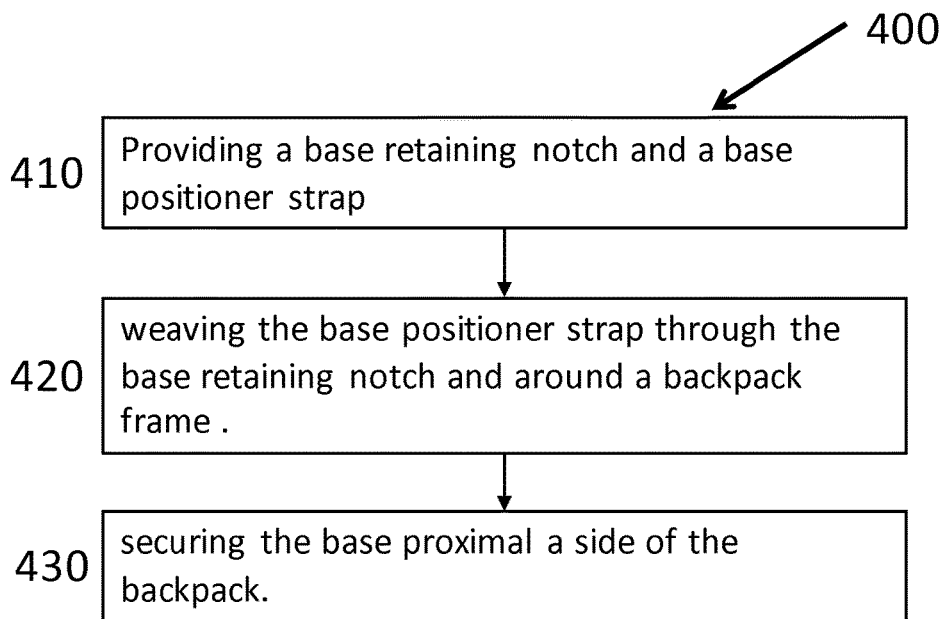 400
410
Providing a base retaining notch and a base
positioner strap
420
weaving the base positioner strap through the
base retaining notch and around a backpack
frame .
430
securing the base proximal a side of the
backpack.